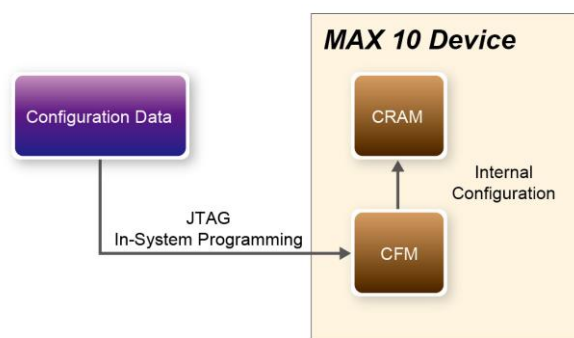 MAX 10 Device
Configuration Data
CRAM
Internal
Configuration
JTAG
In-System Programming
CFM